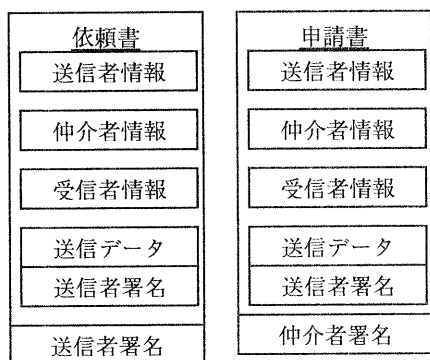 依頼書
送信者情報
仲介者情報
受信者情報
送信データ
送信者署名
送信者署名
申請書
送信者情報
仲介者情報
受信者情報
送信データ
送信者署名
仲介者署名